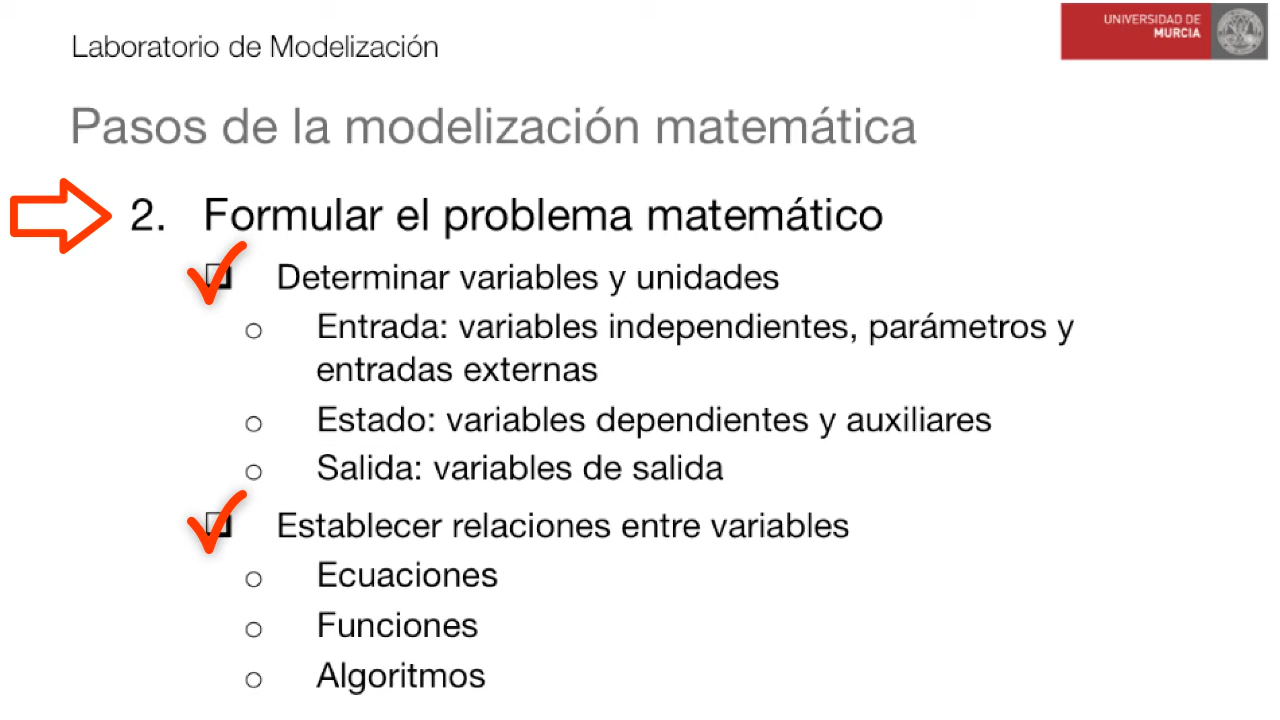 UNIVERSIDAD DE
MURCIA
Laboratorio de Modelización
Pasos de la modelización matemática
2. Formular el problema matemático
Determinar variables y unidades
Entrada: variables independientes, parámetros y
entradas externas
Estado: variables dependientes y auxiliares
Salida: variables de salida
Establecer relaciones entre variables
Ecuaciones
Funciones
Algoritmos